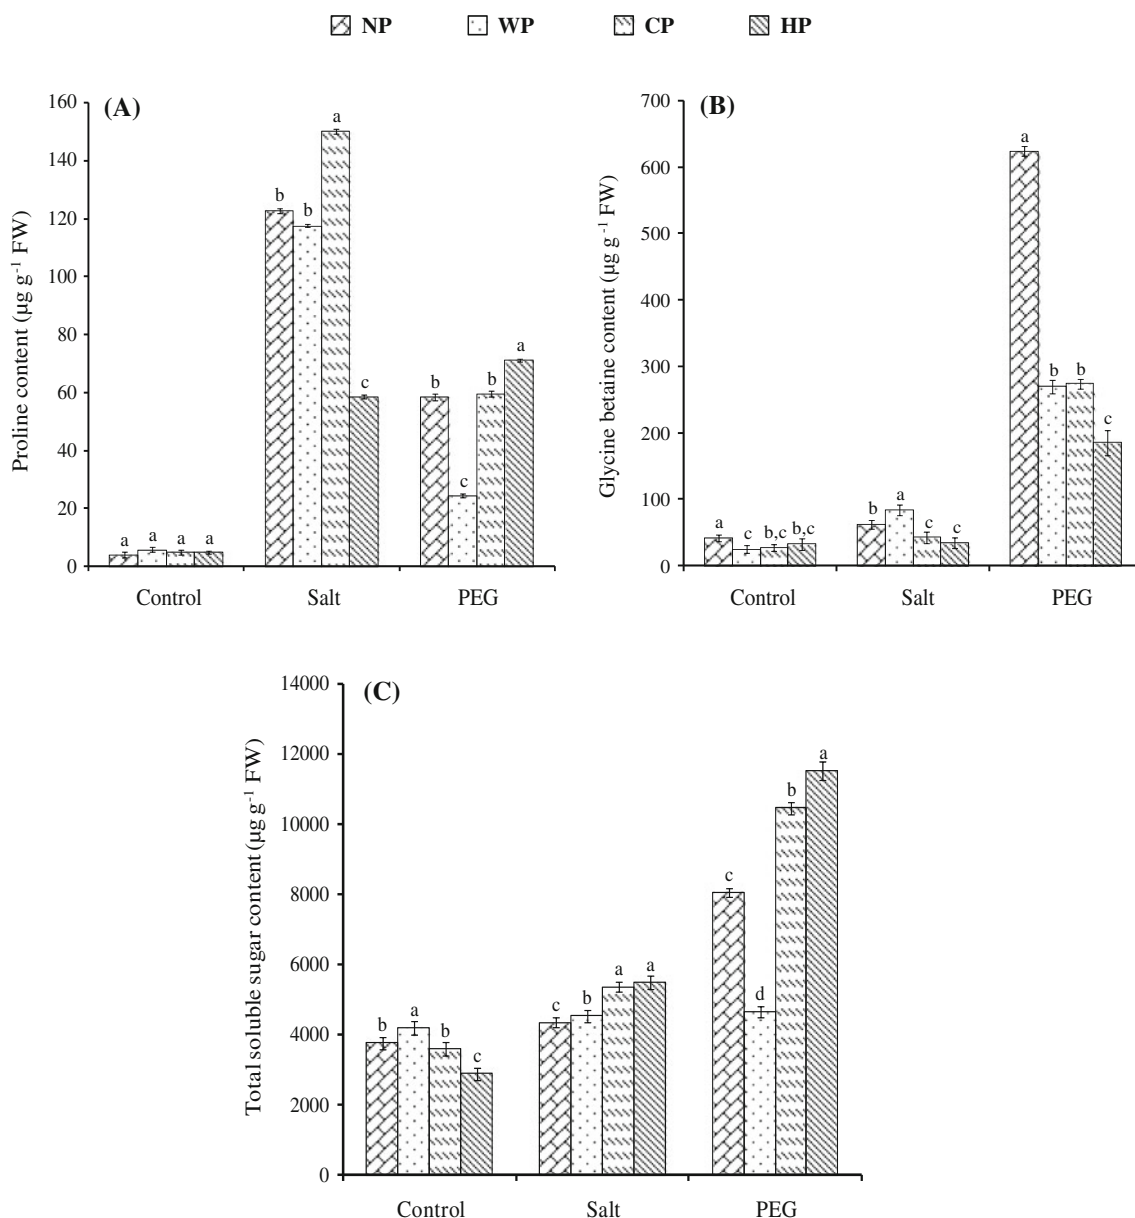 NP WP CP HP
(A)
Proline content (µg g⁻¹ FW)
160
140
120
100
80
60
40
20
0
a a a a
b b a c
b c b a
Control Salt PEG
(B)
Glycine betaine content (µg g⁻¹ FW)
700
600
500
400
300
200
100
0
a c b,c b,c
b a c c
a b b c
Control Salt PEG
(C)
Total soluble sugar content (µg g⁻¹ FW)
14000
12000
10000
8000
6000
4000
2000
0
b a b c
c b a a
c d b a
Control Salt PEG